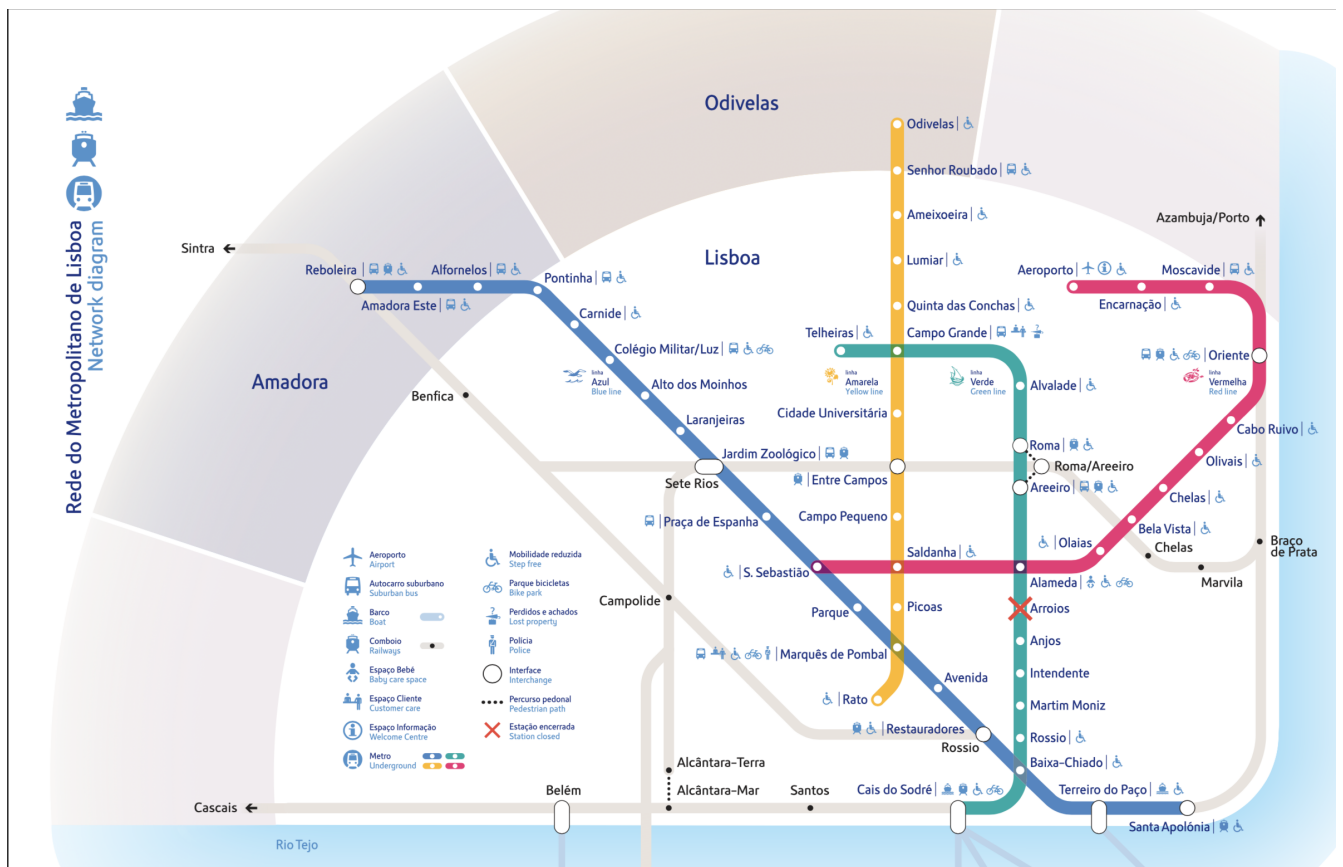 Rede do Metropolitano de Lisboa
Network diagram
Odivelas
Lisboa
Amadora
Sintra
Azambuja/Porto
Cascais
Rio Tejo
Reboleira
Amadora Este
Alfornelos
Pontinha
Carnide
Colégio Militar/Luz
linha
Azul
Blue line
Alto dos Moinhos
Laranjeiras
Jardim Zoológico
Sete Rios
Praça de Espanha
S. Sebastião
Parque
Marquês de Pombal
Avenida
Restauradores
Rossio
Baixa-Chiado
Terreiro do Paço
Santa Apolónia
Odivelas
Senhor Roubado
Ameixoeira
Lumiar
Quinta das Conchas
Campo Grande
linha
Amarela
Yellow line
Cidade Universitária
Entre Campos
Campo Pequeno
Saldanha
Picoas
Rato
Telheiras
linha
Verde
Green line
Alvalade
Roma
Roma/Areeiro
Areeiro
Alameda
Arroios
Anjos
Intendente
Martim Moniz
Rossio
Cais do Sodré
Aeroporto
Encarnação
Moscavide
Oriente
linha
Vermelha
Red line
Cabo Ruivo
Olivais
Chelas
Bela Vista
Olaias
Chelas
Marvila
Braço
de Prata
Benfica
Campolide
Alcântara-Terra
Alcântara-Mar
Santos
Belém
Aeroporto
Airport
Autocarro suburbano
Suburban bus
Barco
Boat
Comboio
Railways
Espaço Bebé
Baby care space
Espaço Cliente
Customer care
Espaço Informação
Welcome Centre
Metro
Underground
Mobilidade reduzida
Step free
Parque bicicletas
Bike park
Perdidos e achados
Lost property
Polícia
Police
Interface
Interchange
Percurso pedonal
Pedestrian path
Estação encerrada
Station closed